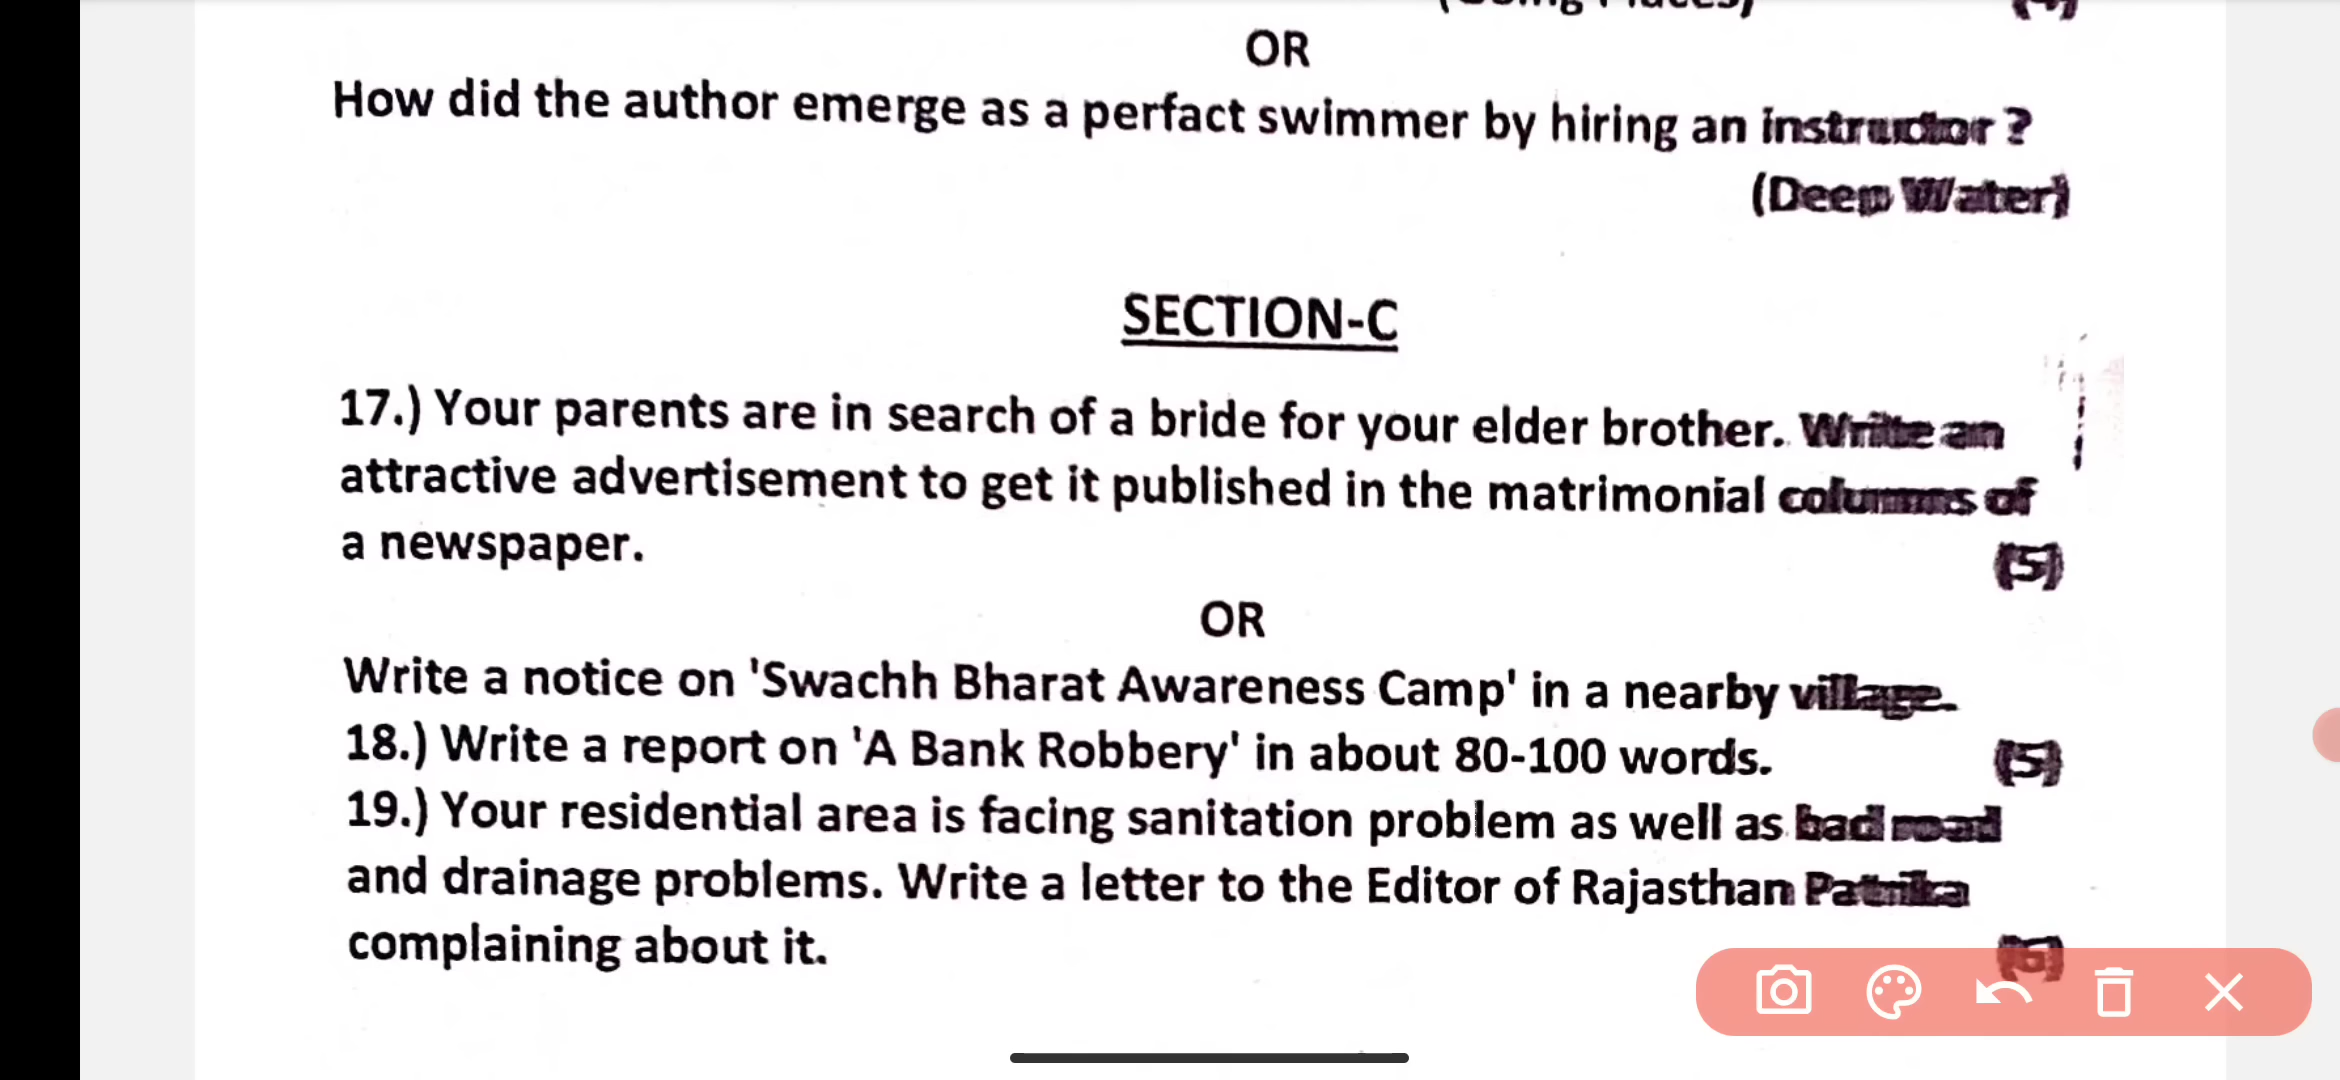 OR
How did the author emerge as a perfact swimmer by hiring an instructor ?
(Deep Water)
SECTION-C
17.) Your parents are in search of a bride for your elder brother. Write an
attractive advertisement to get it published in the matrimonial columns of
a newspaper.
(5)
OR
Write a notice on 'Swachh Bharat Awareness Camp' in a nearby village.
18.) Write a report on 'A Bank Robbery' in about 80-100 words.
(5)
19.) Your residential area is facing sanitation problem as well as bad road
and drainage problems. Write a letter to the Editor of Rajasthan Patrika
complaining about it.